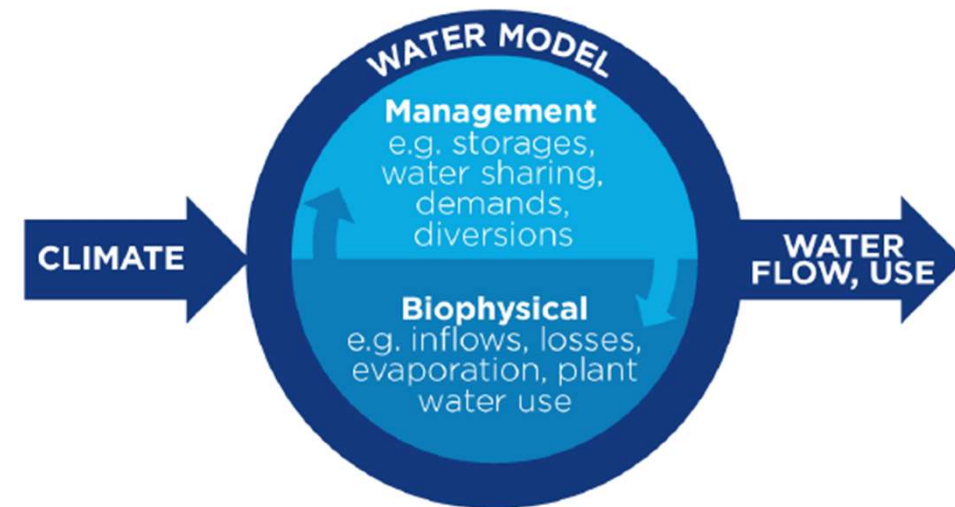 WATER MODEL
Management
e.g. storages,
water sharing,
demands,
diversions
CLIMATE
WATER
FLOW, USE
Biophysical
e.g. inflows, losses,
evaporation, plant
water use